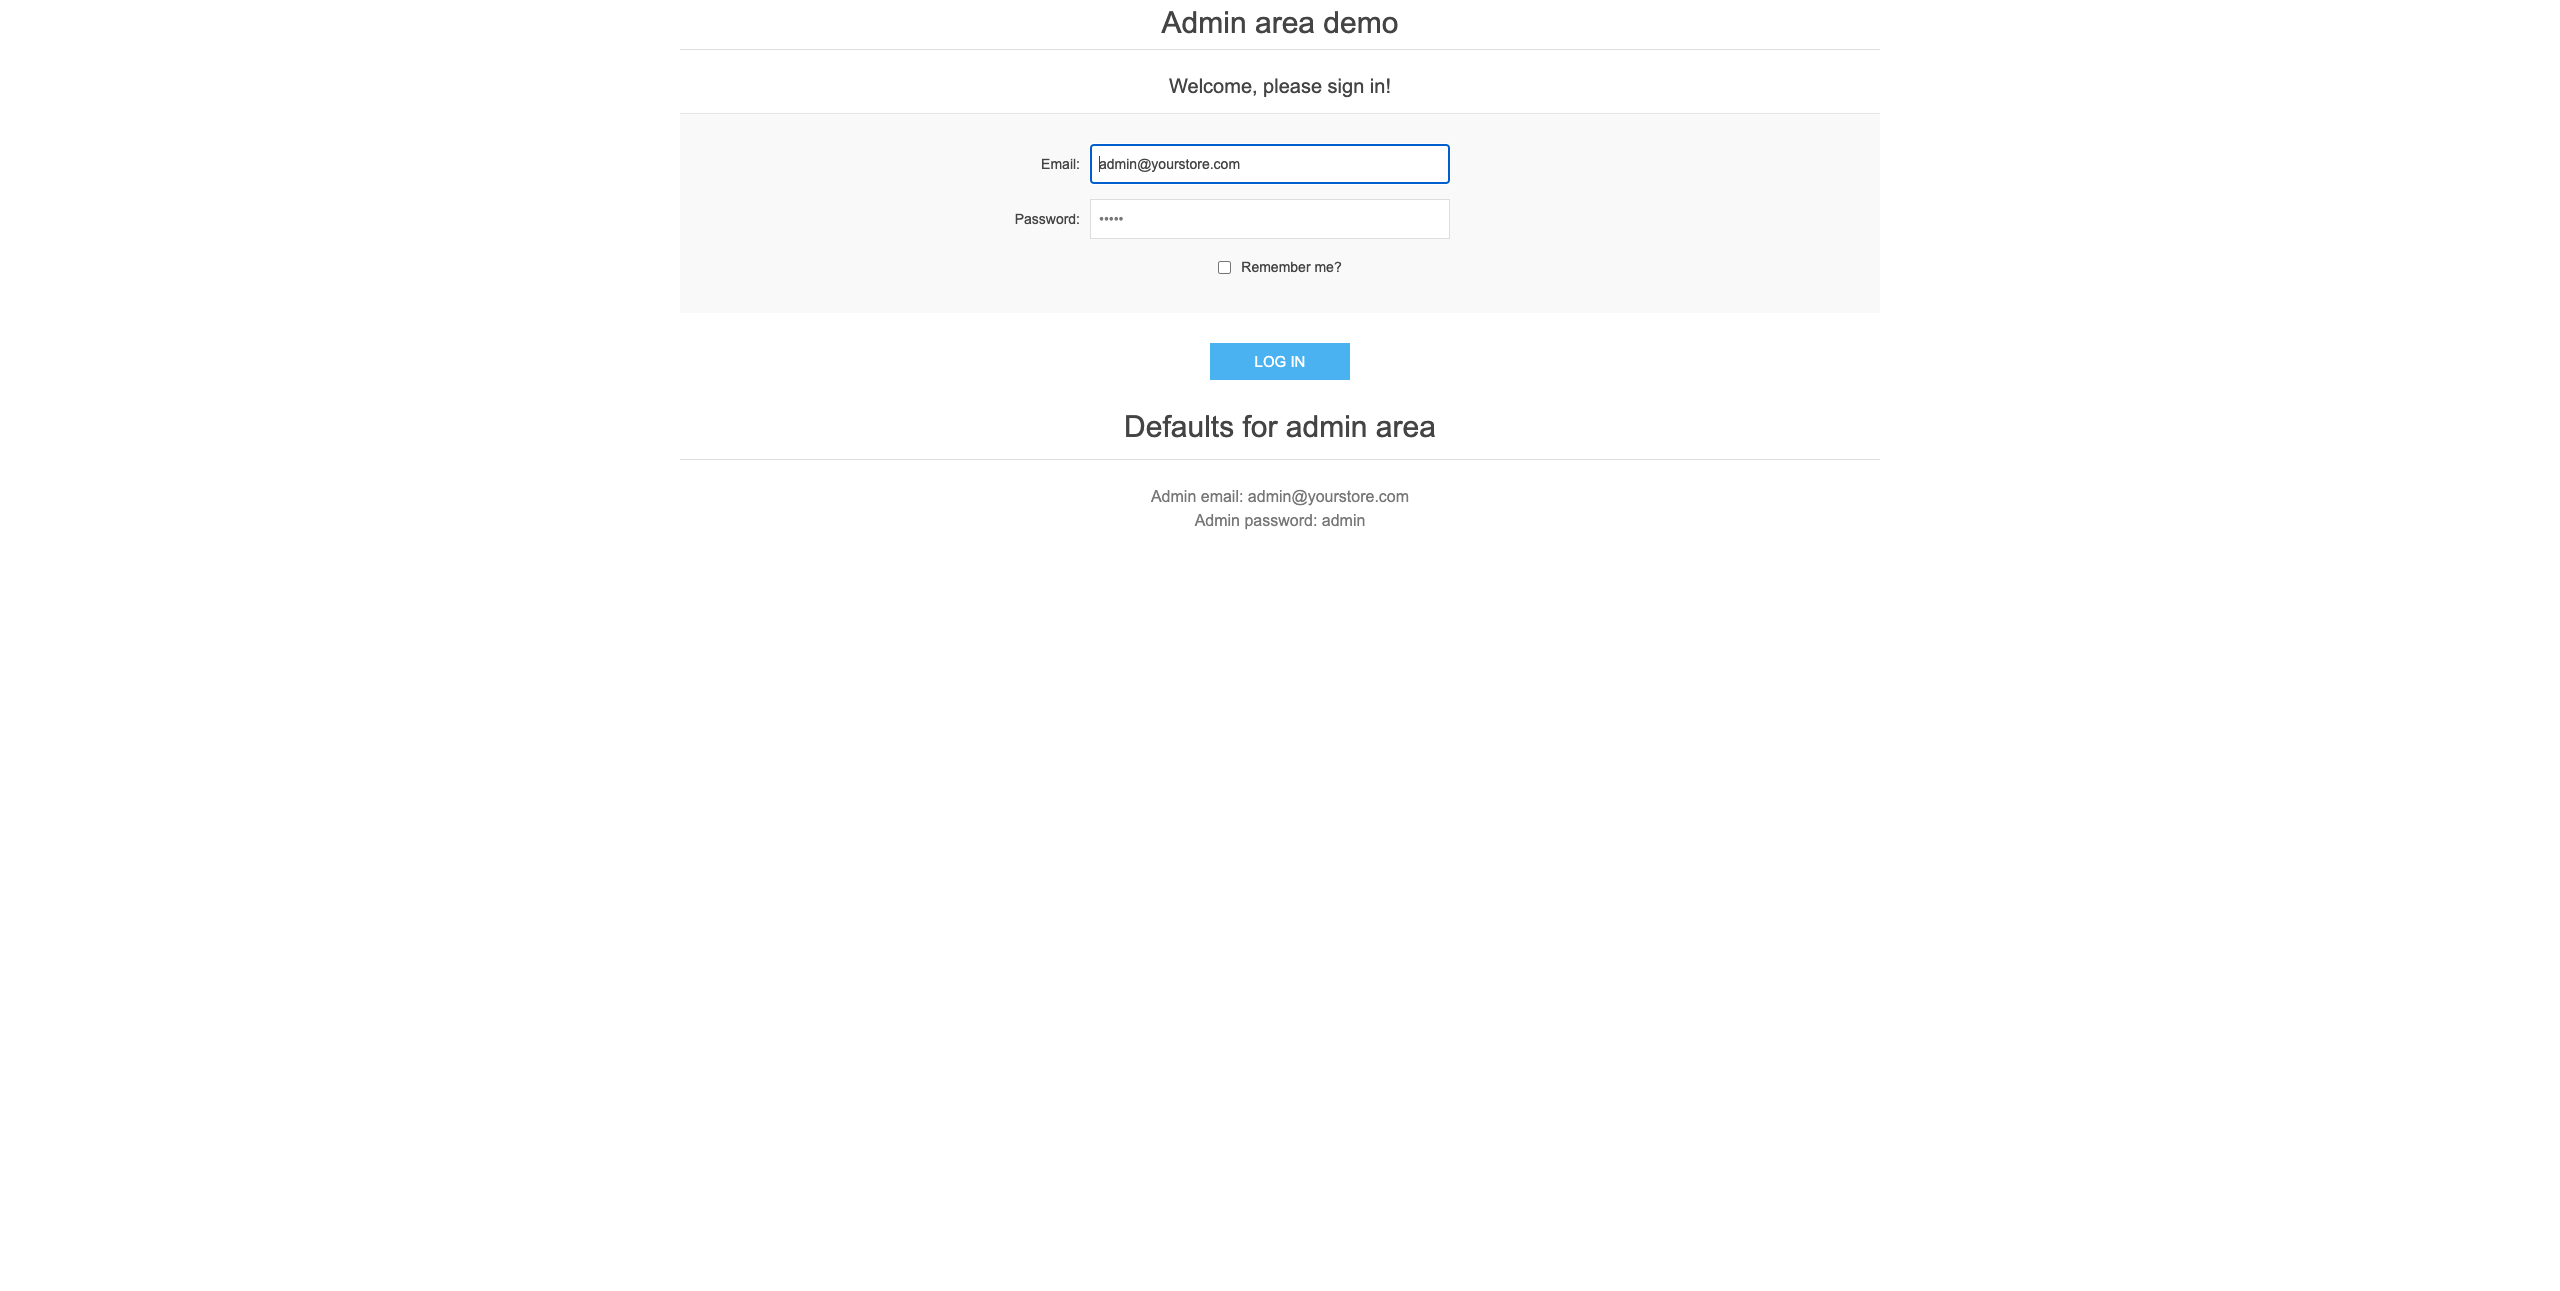 Admin area demo
Welcome, please sign in!
Email: admin@yourstore.com
Password: •••••
Remember me?
LOG IN
Defaults for admin area
Admin email: admin@yourstore.com
Admin password: admin